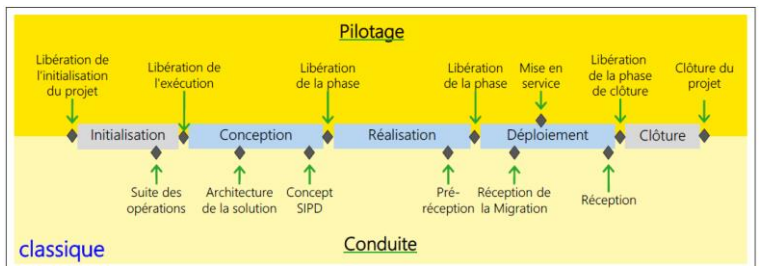 Pilotage
Libération de
l'initialisation
du projet
Libération de
l'exécution
Libération
de la phase
Libération
de la phase
Mise en
service
Libération
de la phase
de clôture
Clôture du
projet
Initialisation
Conception
Réalisation
Déploiement
Clôture
Suite des
opérations
Architecture
de la solution
Concept
SIPD
Pré-
réception
Réception de
la Migration
Réception
classique
Conduite